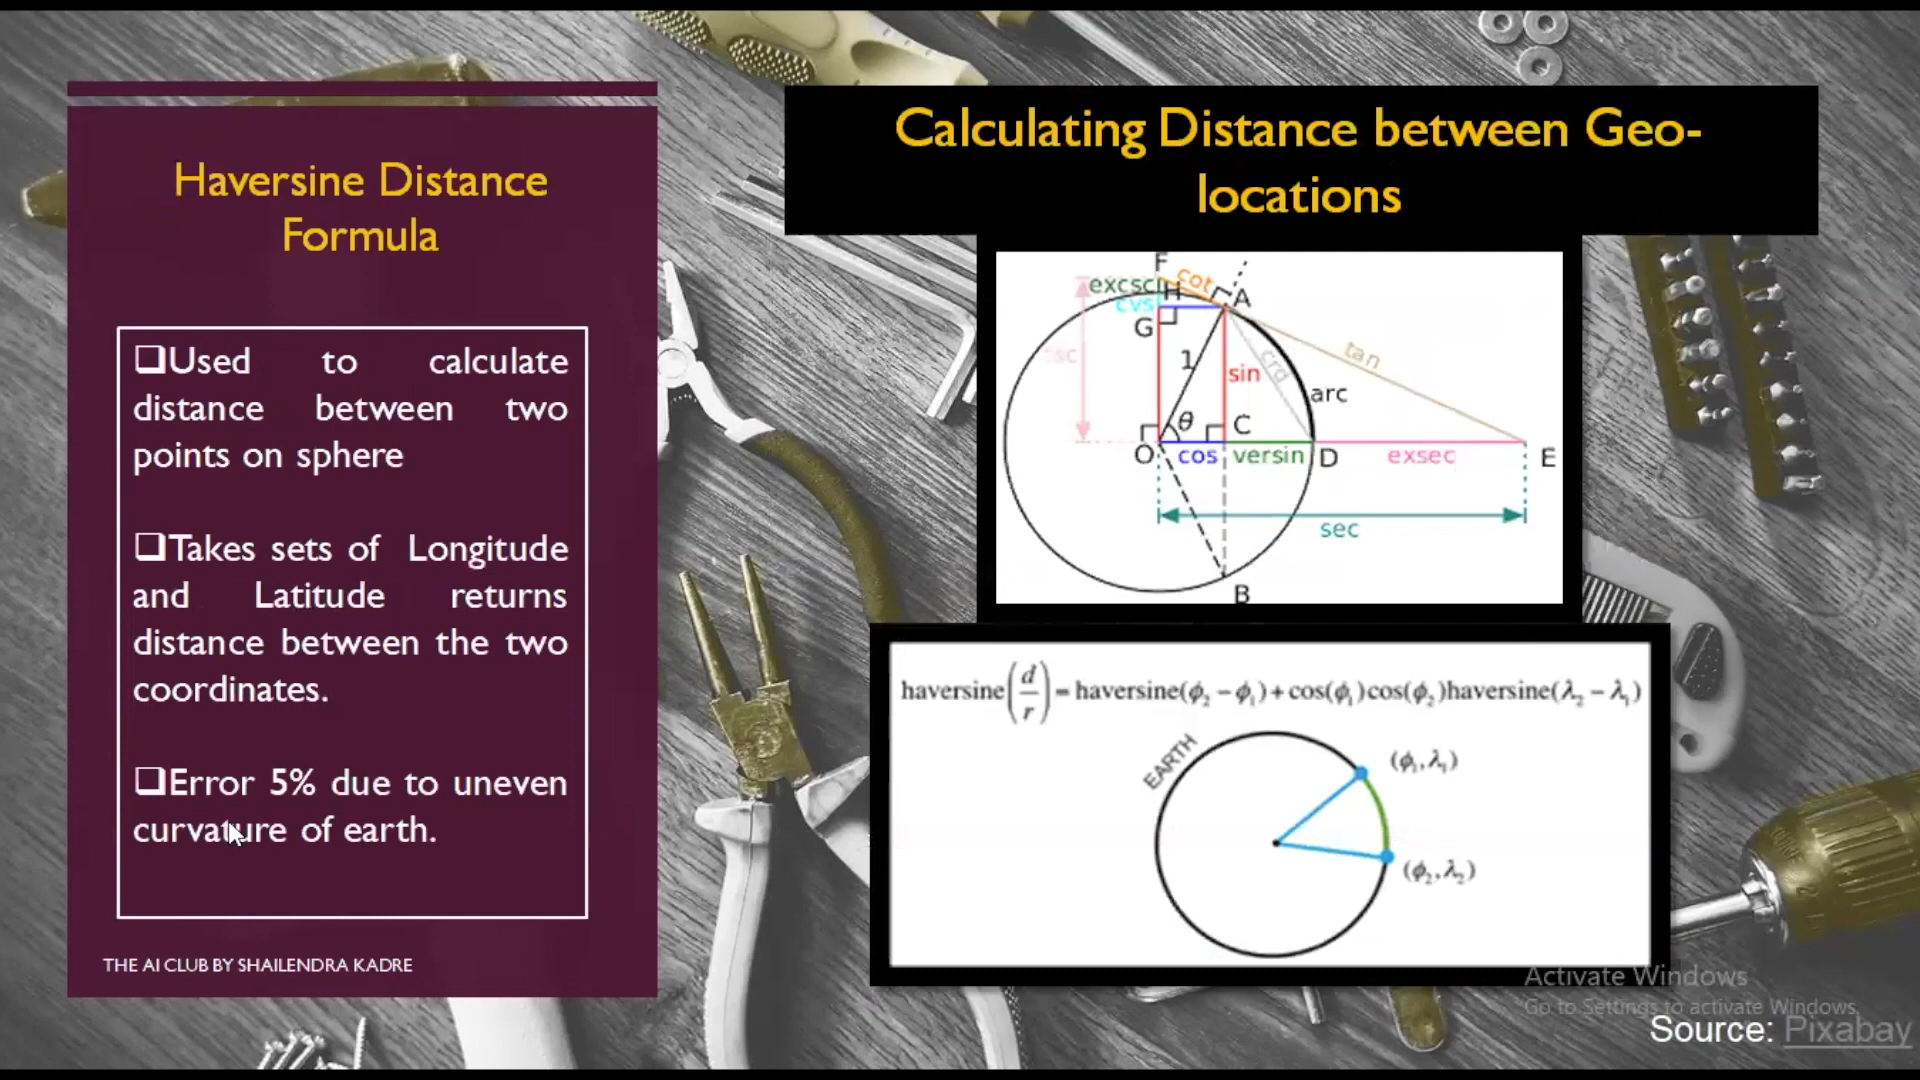 Haversine Distance
Formula
❑Used to calculate
distance between two
points on sphere
❑Takes sets of Longitude
and Latitude returns
distance between the two
coordinates.
❑Error 5% due to uneven
curvature of earth.
THE AI CLUB BY SHAILENDRA KADRE
Calculating Distance between Geo-
locations
F
excsc
cot
H
A
cvs
G
1
sin
crd
tan
arc
θ
C
O
cos
versin
D
exsec
E
sec
B
haversine(d/r) = haversine(ϕ₂ − ϕ₁) + cos(ϕ₁)cos(ϕ₂)haversine(λ₂ − λ₁)
EARTH
(ϕ₁,λ₁)
(ϕ₂,λ₂)
Activate Windows
Go to Settings to activate Windows.
Source: Pixabay